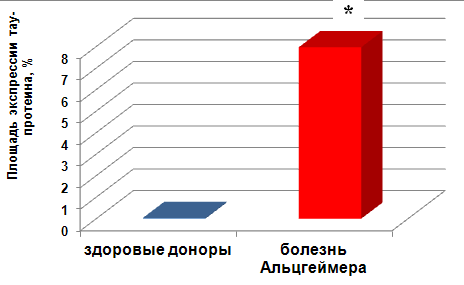 *
Площадь экспрессии тау-
протеина, %
8
7
6
5
4
3
2
1
0
здоровые доноры
болезнь
Альцгеймера